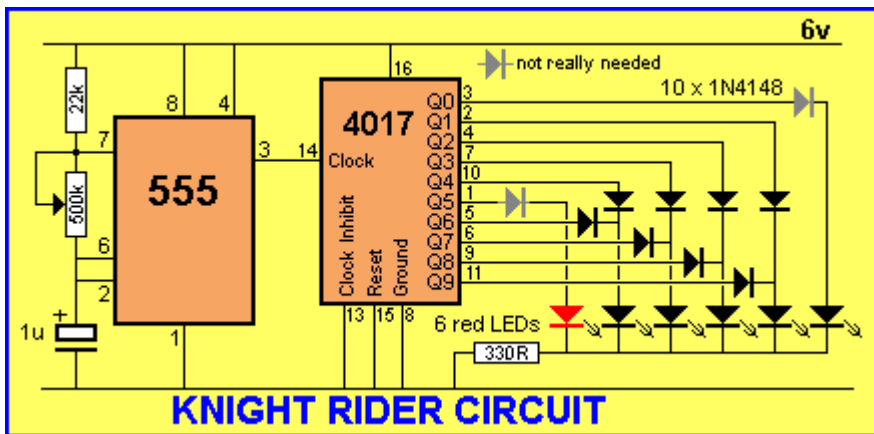 6v
not really needed
10 x 1N4148
16
22k
8
4
7
3
14
555
4017
Clock
Clock Inhibit
Reset
Ground
Q0
Q1
Q2
Q3
Q4
Q5
Q6
Q7
Q8
Q9
3
2
4
7
10
1
5
6
9
11
500k
6
2
+
1u
1
13
15
8
6 red LEDs
330R
KNIGHT RIDER CIRCUIT